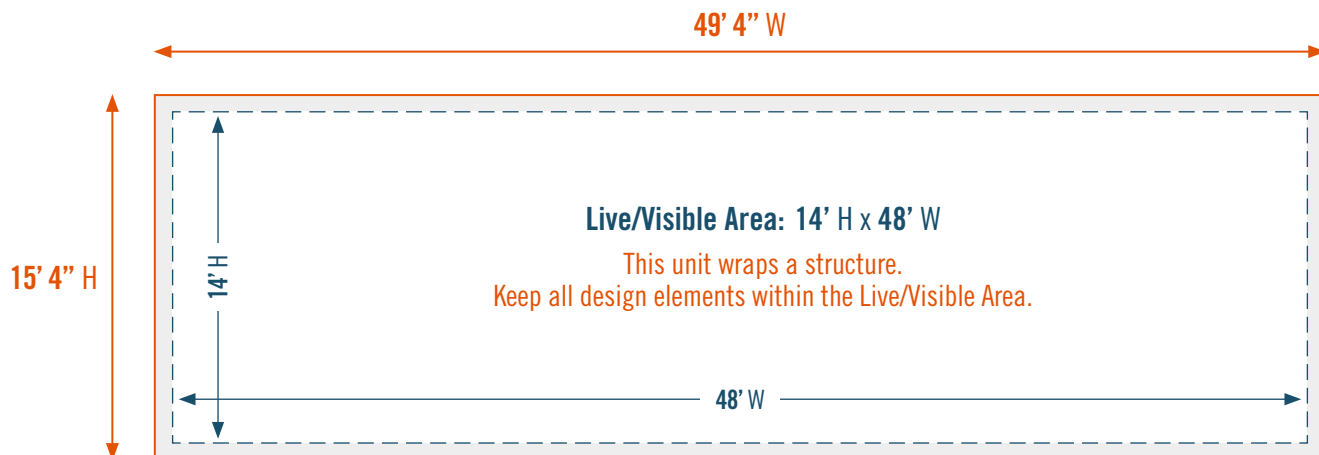 49’ 4” W
15’ 4” H
14’ H
Live/Visible Area: 14’ H x 48’ W
This unit wraps a structure.
Keep all design elements within the Live/Visible Area.
48’ W